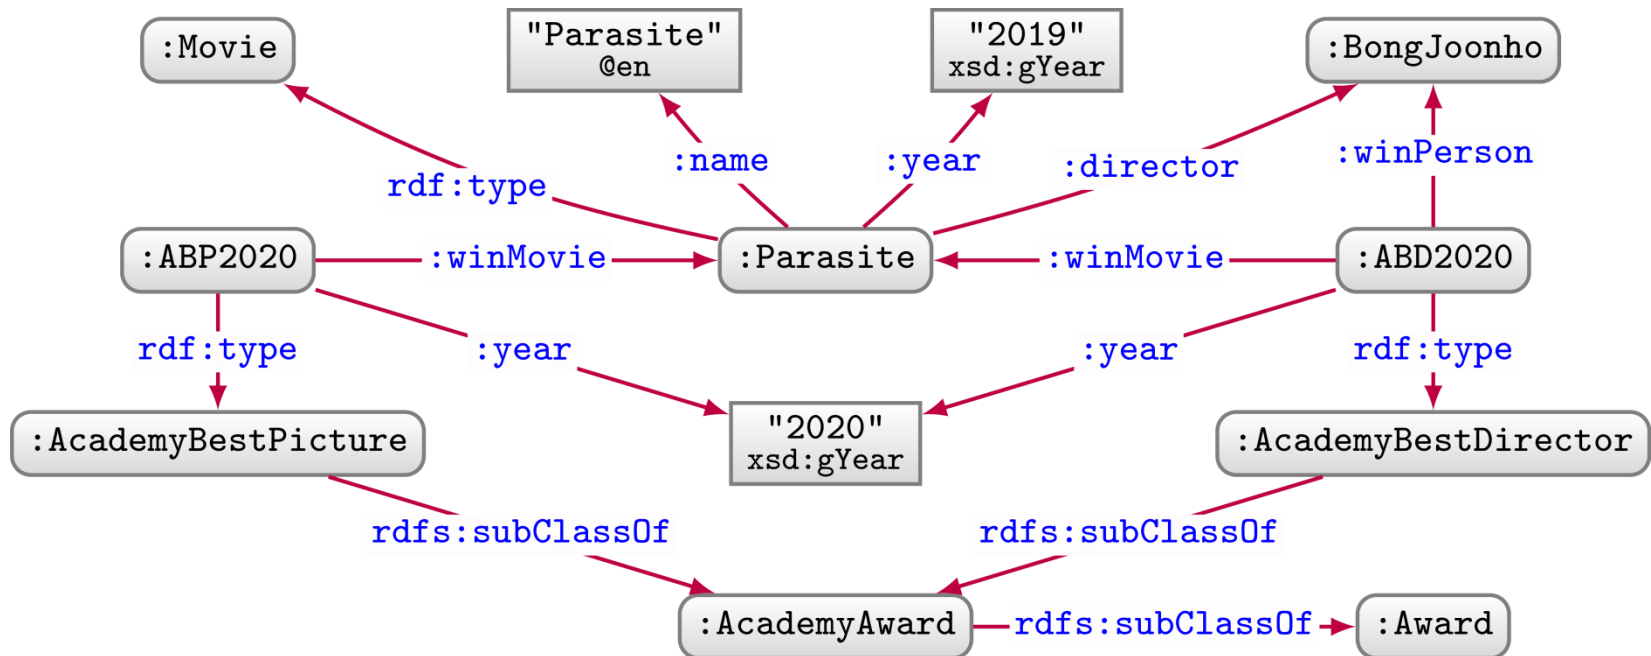 :Movie
"Parasite"
@en
"2019"
xsd:gYear
:BongJoonho
rdf:type
:name
:year
:director
:winPerson
:ABP2020
:winMovie
:Parasite
:winMovie
:ABD2020
rdf:type
:year
:year
rdf:type
:AcademyBestPicture
"2020"
xsd:gYear
:AcademyBestDirector
rdfs:subClassOf
rdfs:subClassOf
:AcademyAward
rdfs:subClassOf
:Award